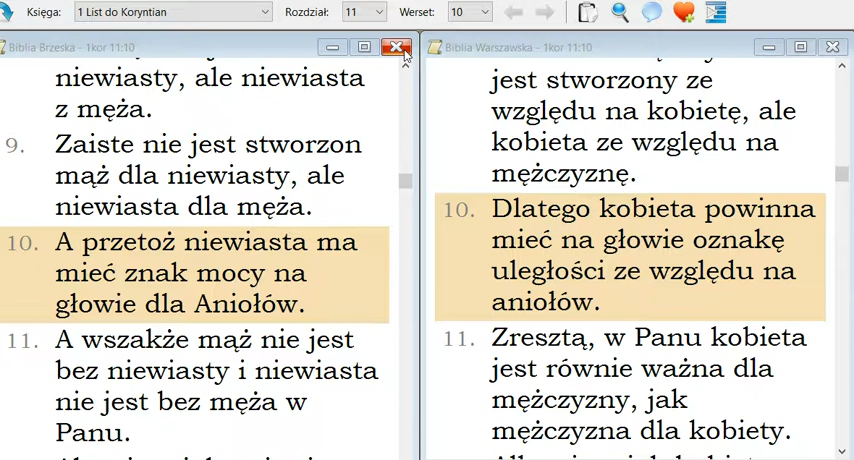 Księga: 1 List do Koryntian Rozdział: 11 Werset: 10
Biblia Brzeska - 1kor 11:10
niewiasty, ale niewiasta
z męża.
9. Zaiste nie jest stworzon
mąż dla niewiasty, ale
niewiasta dla męża.
10. A przetoż niewiasta ma
mieć znak mocy na
głowie dla Aniołów.
11. A wszakże mąż nie jest
bez niewiasty i niewiasta
nie jest bez męża w
Panu.
Biblia Warszawska - 1kor 11:10
jest stworzony ze
względu na kobietę, ale
kobieta ze względu na
mężczyznę.
10. Dlatego kobieta powinna
mieć na głowie oznakę
uległości ze względu na
aniołów.
11. Zresztą, w Panu kobieta
jest równie ważna dla
mężczyzny, jak
mężczyzna dla kobiety.